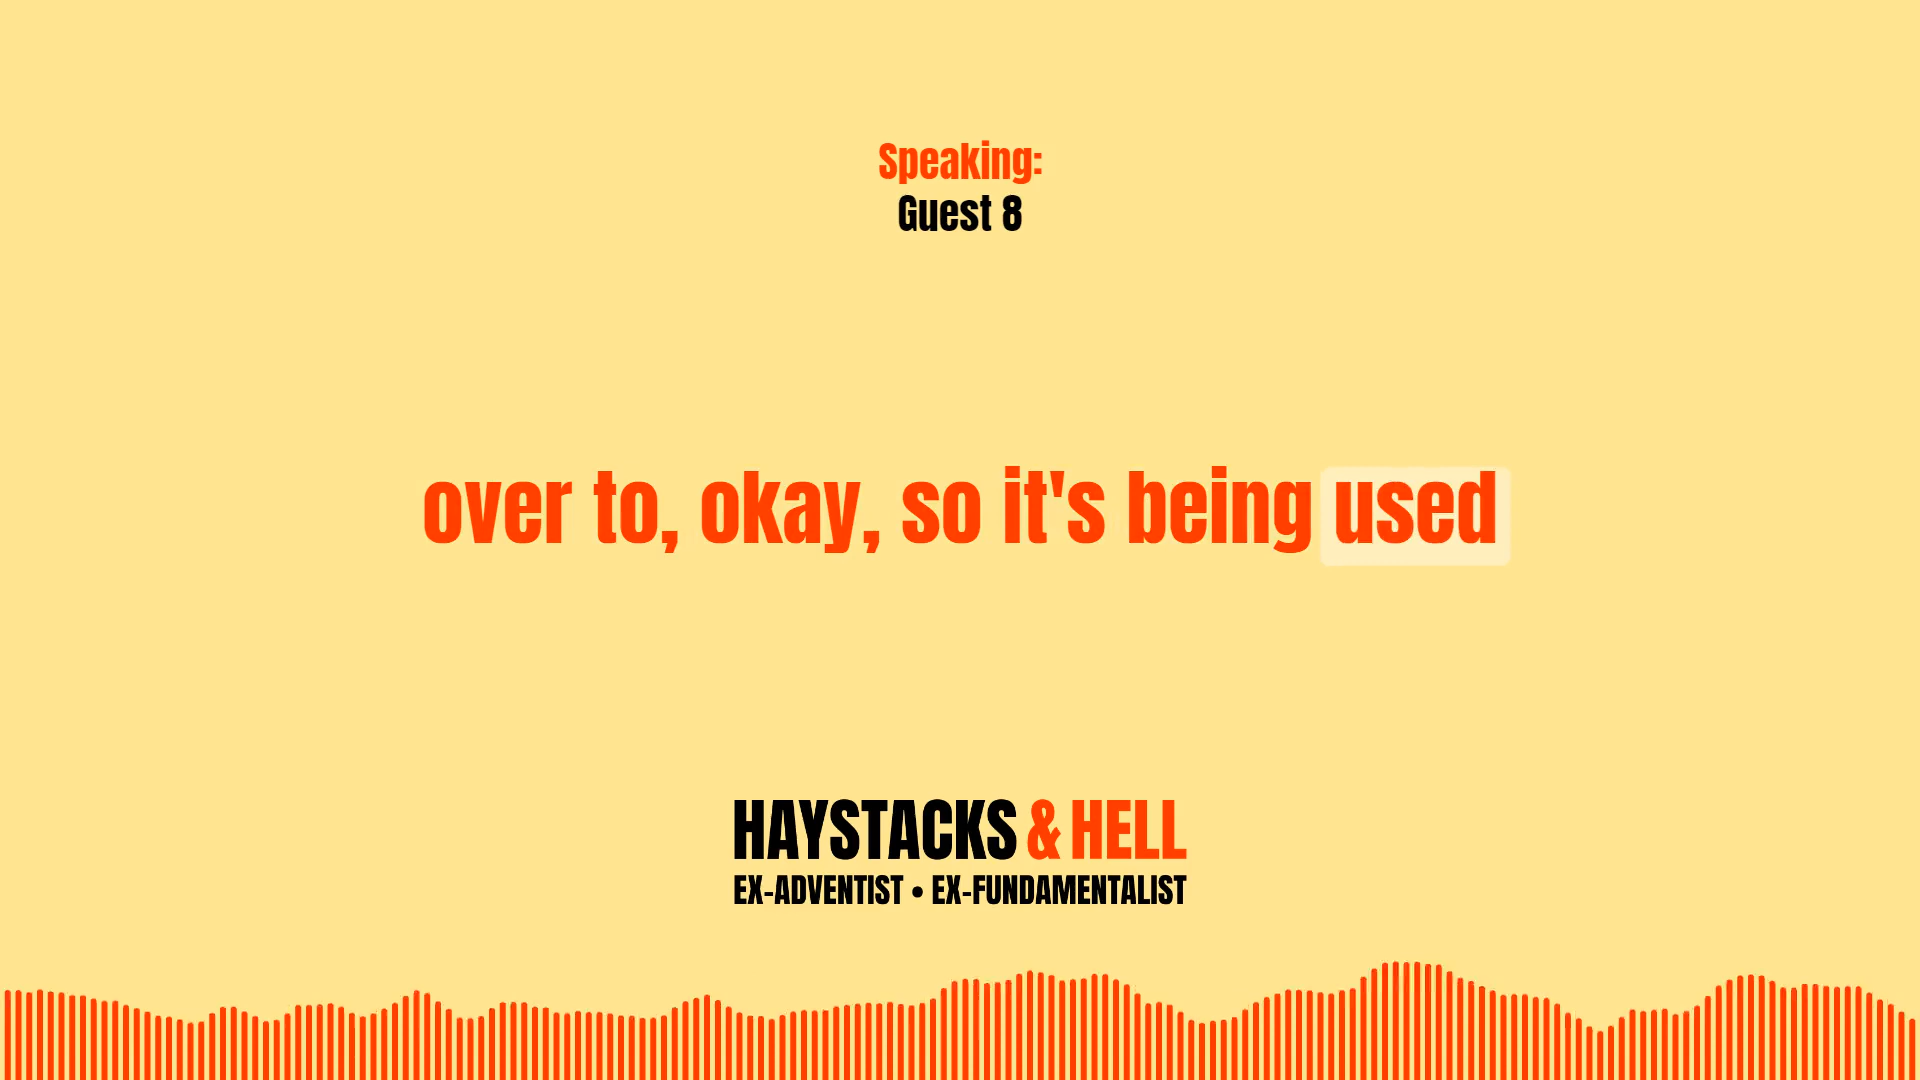 Speaking:
Guest 8
over to, okay, so it's being used
HAYSTACKS & HELL
EX-ADVENTIST • EX-FUNDAMENTALIST